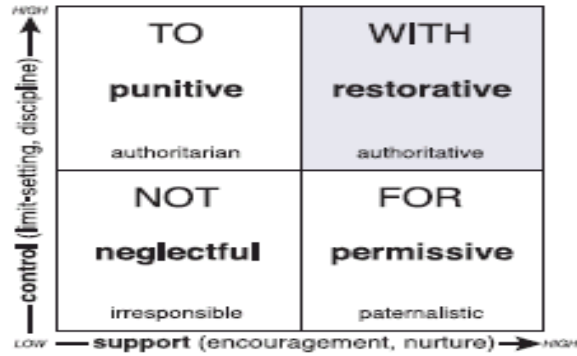 HIGH
TO
punitive
authoritarian
WITH
restorative
authoritative
NOT
neglectful
irresponsible
FOR
permissive
paternalistic
control (limit-setting, discipline)
LOW
support (encouragement, nurture)
HIGH